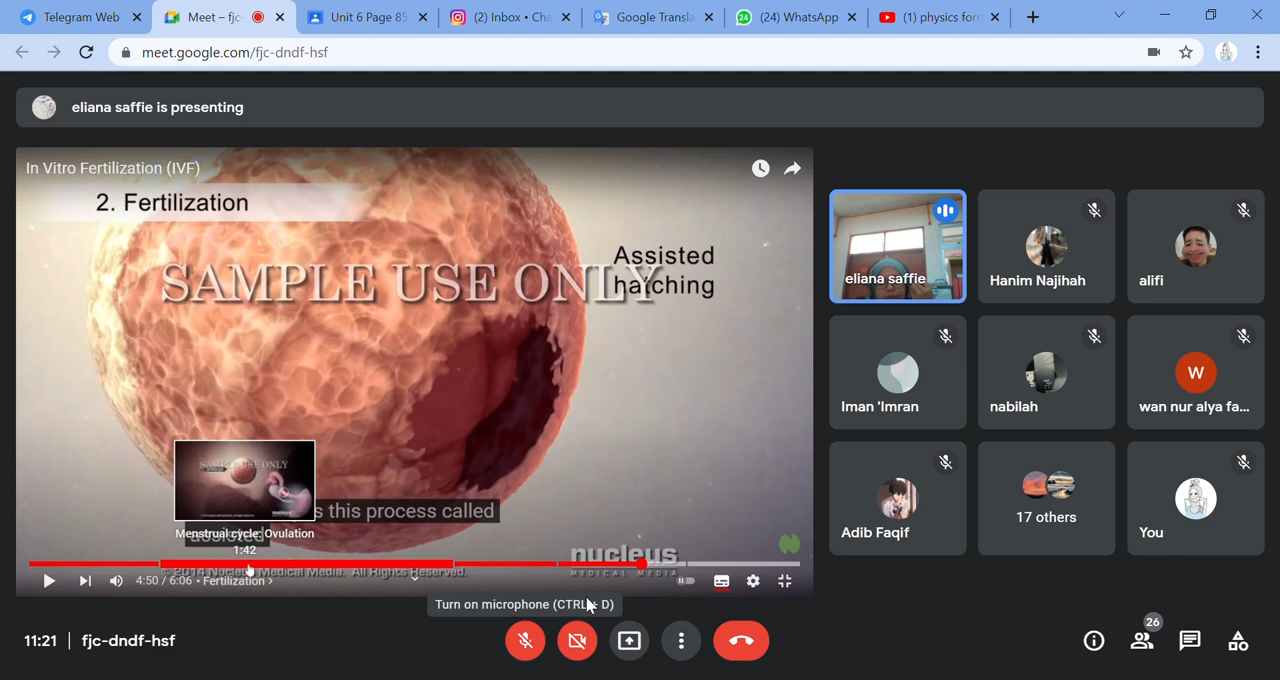 Telegram Web
Meet – fjc-
Unit 6 Page 85
(2) Inbox • Cha
Google Transla
(24) WhatsApp
(1) physics for
meet.google.com/fjc-dndf-hsf
eliana saffie is presenting
In Vitro Fertilization (IVF)
2. Fertilization
Assisted
hatching
SAMPLE USE ONLY
s this process called
assisted
Menstrual cycle: Ovulation
1:42
nucleus
MEDICAL MEDIA
© 2014 Nucleus Medical Media. All Rights Reserved.
4:50 / 6:06 • Fertilization
Turn on microphone (CTRL + D)
eliana saffie
Hanim Najihah
alifi
Iman 'Imran
nabilah
W
wan nur alya fa...
Adib Faqif
17 others
You
11:21
fjc-dndf-hsf
26